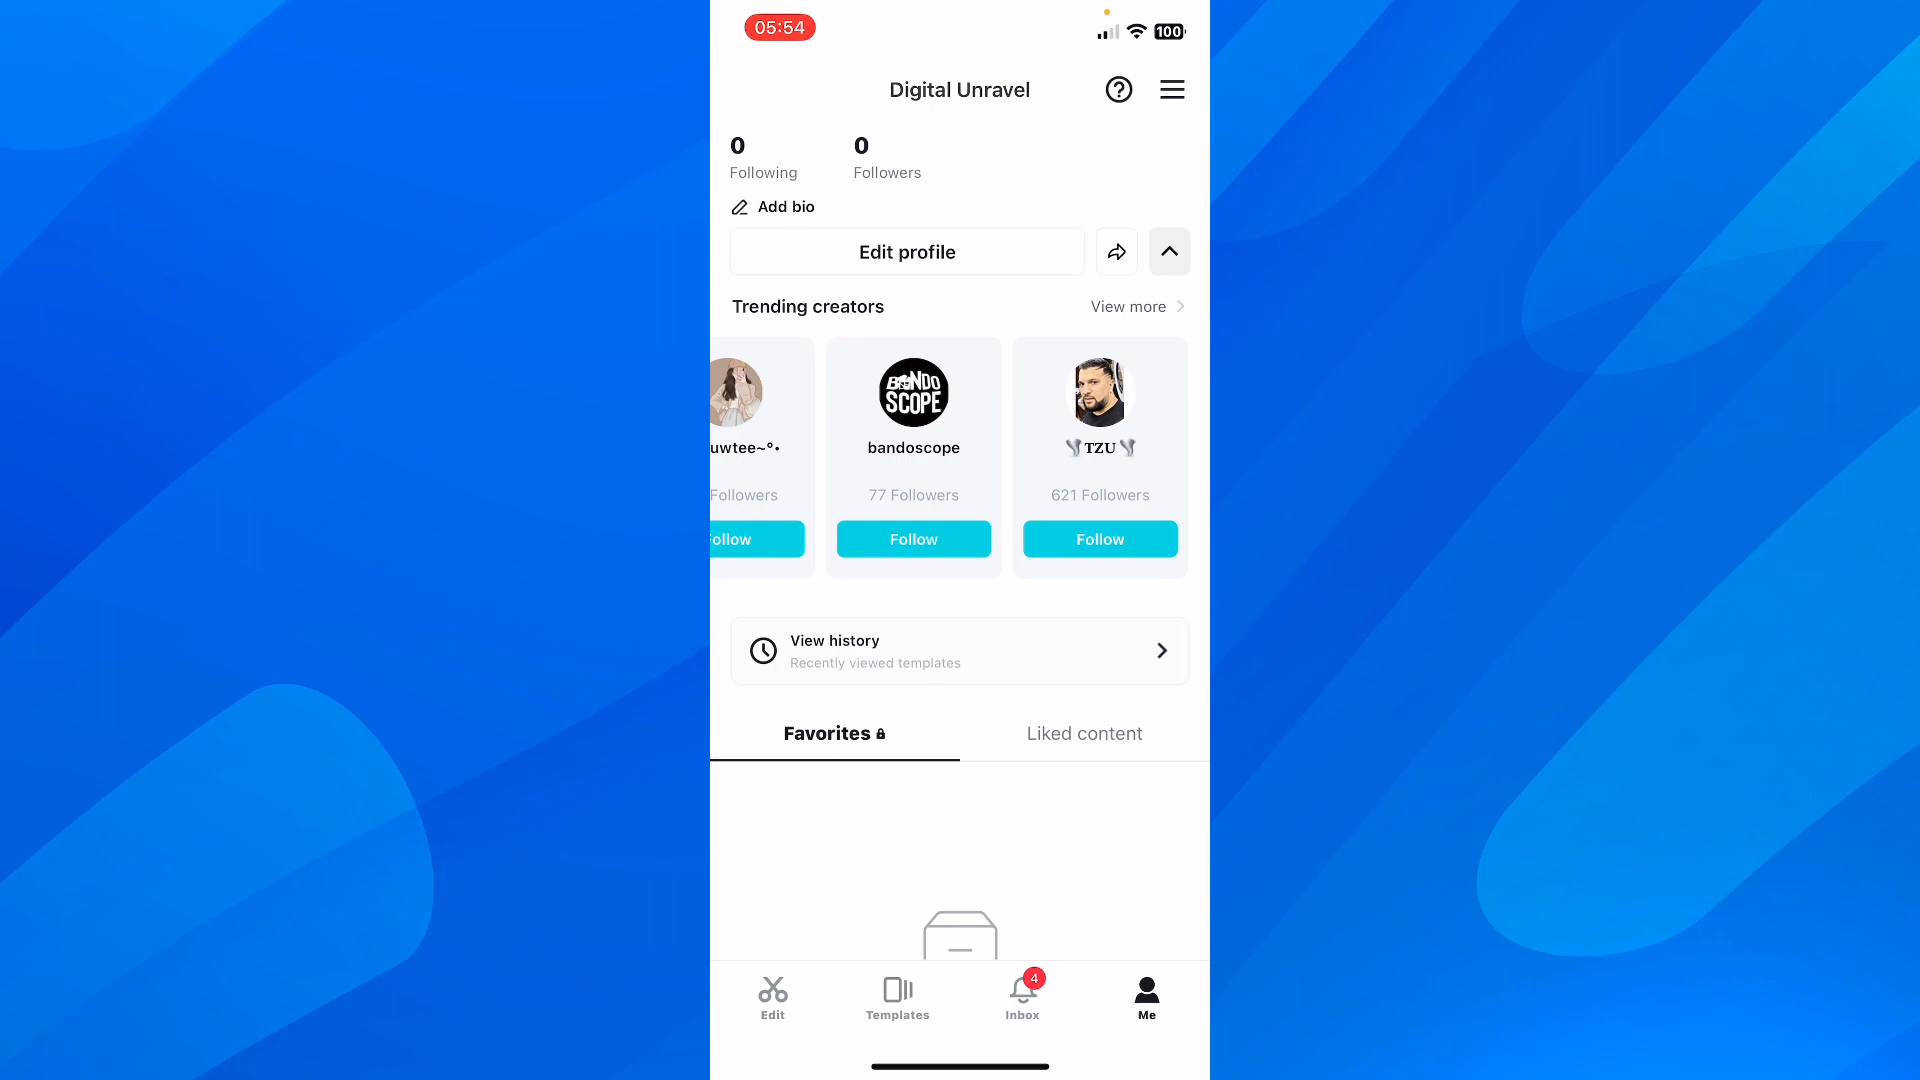 05:54
100
Digital Unravel
0
0
Following
Followers
Add bio
Edit profile
Trending creators
View more
BANDO
SCOPE
uwtee~°•
bandoscope
TZU
Followers
77 Followers
621 Followers
ollow
Follow
Follow
View history
Recently viewed templates
Favorites
Liked content
4
Edit
Templates
Inbox
Me